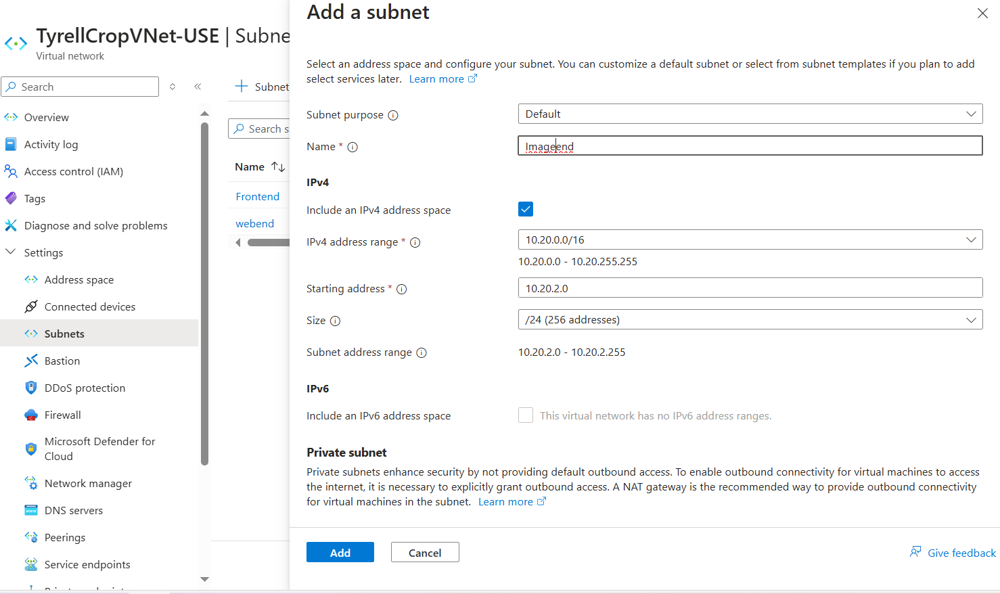 TyrellCropVNet-USE | Subne
Virtual network
Search
Overview
Activity log
Access control (IAM)
Tags
Diagnose and solve problems
Settings
Address space
Connected devices
Subnets
Bastion
DDoS protection
Firewall
Microsoft Defender for
Cloud
Network manager
DNS servers
Peerings
Service endpoints
Subnet
Search s
Name
Frontend
webend
Add a subnet
Select an address space and configure your subnet. You can customize a default subnet or select from subnet templates if you plan to add
select services later. Learn more
Subnet purpose
Default
Name *
Imageend
IPv4
Include an IPv4 address space
IPv4 address range *
10.20.0.0/16
10.20.0.0 - 10.20.255.255
Starting address *
10.20.2.0
Size
/24 (256 addresses)
Subnet address range
10.20.2.0 - 10.20.2.255
IPv6
Include an IPv6 address space
This virtual network has no IPv6 address ranges.
Private subnet
Private subnets enhance security by not providing default outbound access. To enable outbound connectivity for virtual machines to access
the internet, it is necessary to explicitly grant outbound access. A NAT gateway is the recommended way to provide outbound connectivity
for virtual machines in the subnet. Learn more
Add
Cancel
Give feedback